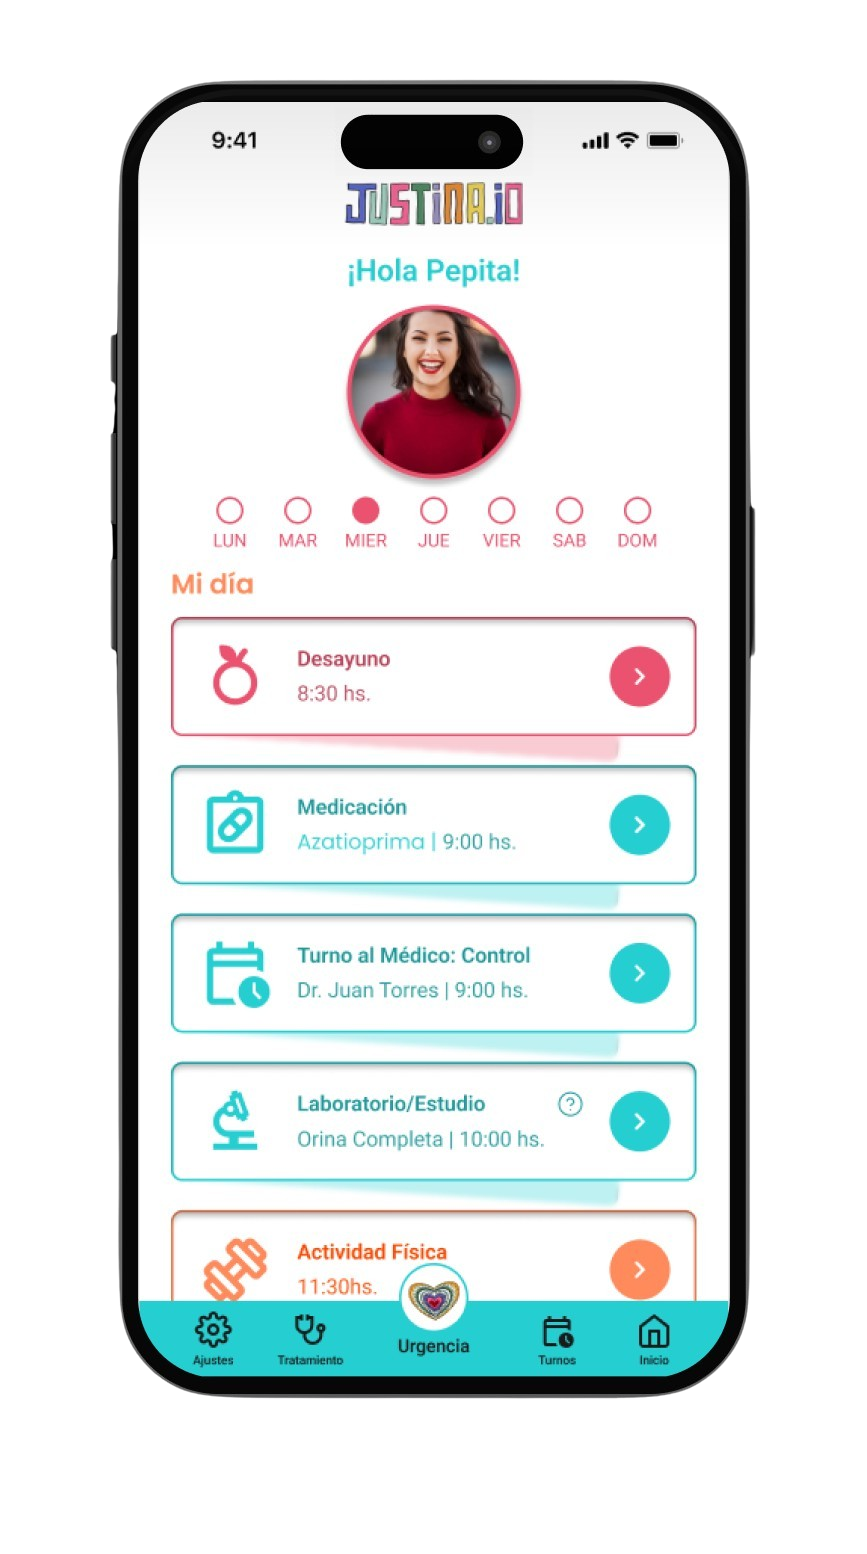 9:41
JUSTINA.iO
¡Hola Pepita!
LUN MAR MIER JUE VIER SAB DOM
Mi día
Desayuno
8:30 hs.
Medicación
Azatioprima | 9:00 hs.
Turno al Médico: Control
Dr. Juan Torres | 9:00 hs.
Laboratorio/Estudio ?
Orina Completa | 10:00 hs.
Actividad Física
11:30hs.
Ajustes Tratamiento Urgencia Turnos Inicio